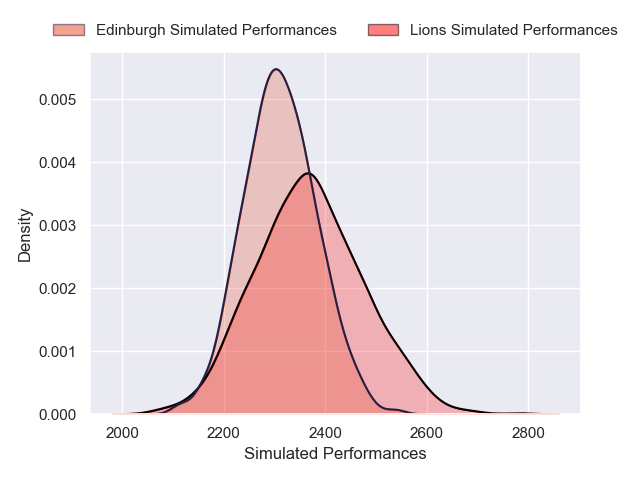 Edinburgh Simulated Performances
Lions Simulated Performances
Density
0.005
0.004
0.003
0.002
0.001
0.000
2000 2200 2400 2600 2800
Simulated Performances